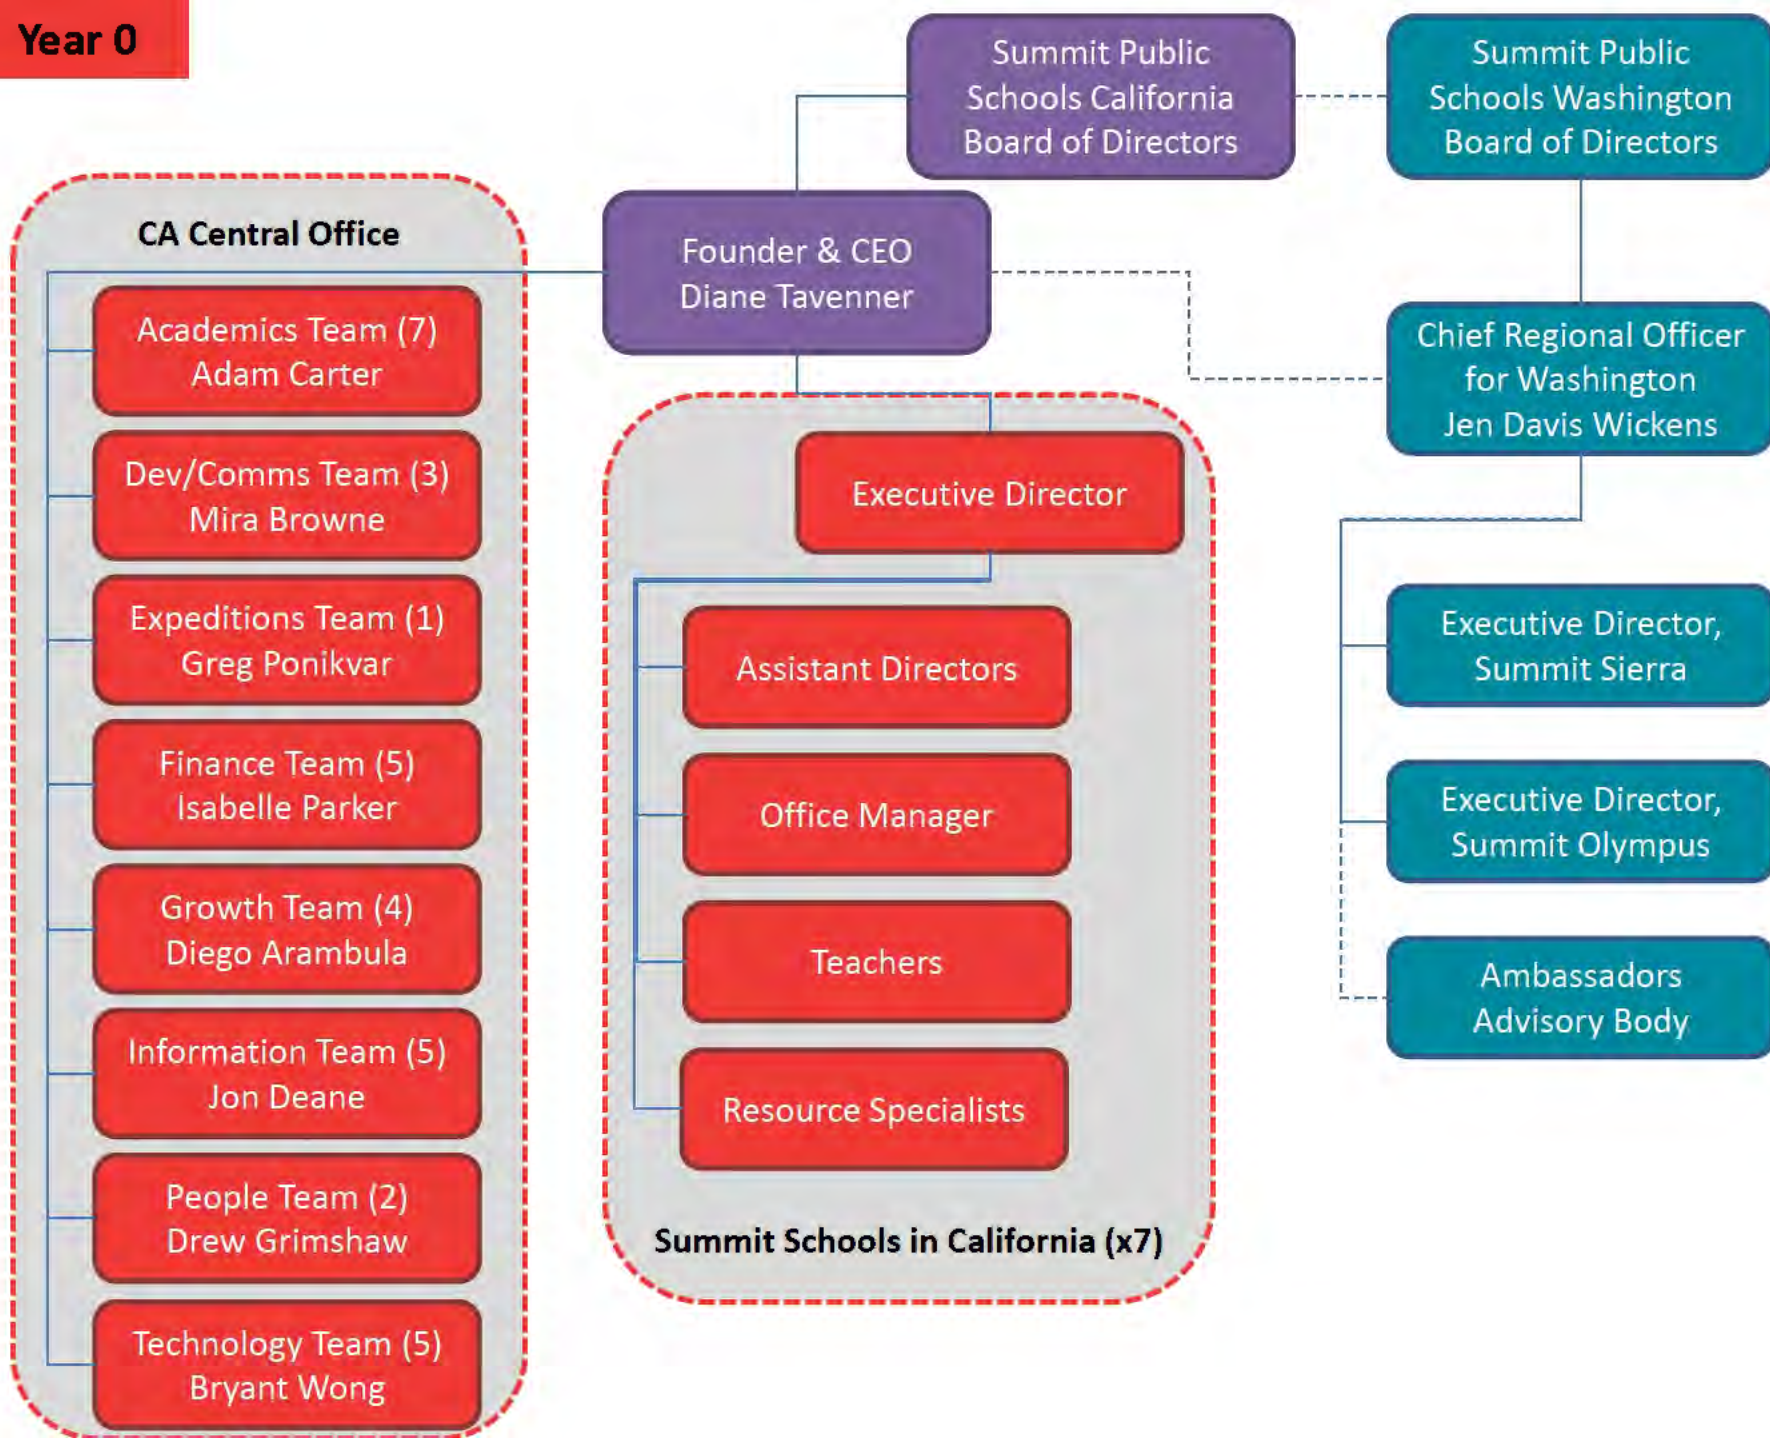 Year 0
Summit Public
Schools California
Board of Directors
Summit Public
Schools Washington
Board of Directors
CA Central Office
Founder & CEO
Diane Tavenner
Chief Regional Officer
for Washington
Jen Davis Wickens
Academics Team (7)
Adam Carter
Dev/Comms Team (3)
Mira Browne
Expeditions Team (1)
Greg Ponikvar
Finance Team (5)
Isabelle Parker
Growth Team (4)
Diego Arambula
Information Team (5)
Jon Deane
People Team (2)
Drew Grimshaw
Technology Team (5)
Bryant Wong
Executive Director
Assistant Directors
Office Manager
Teachers
Resource Specialists
Summit Schools in California (x7)
Executive Director,
Summit Sierra
Executive Director,
Summit Olympus
Ambassadors
Advisory Body